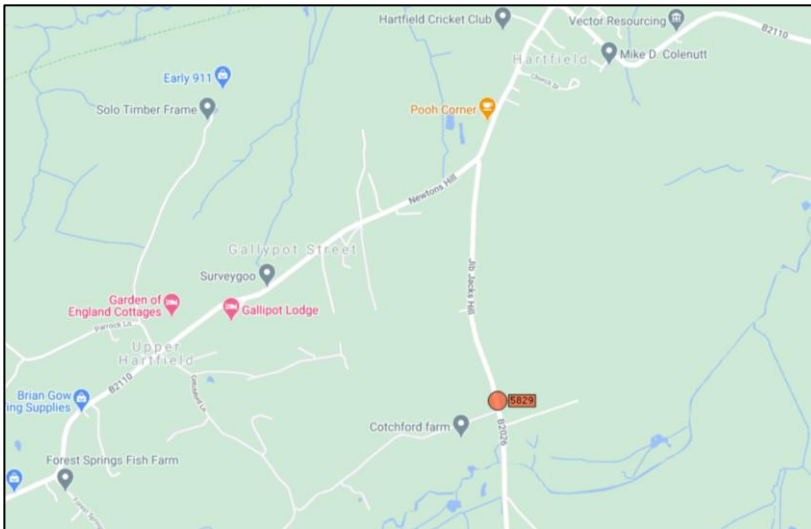 Hartfield Cricket Club
Vector Resourcing
B2110
Hartfield
Mike D. Colenutt
Early 911
Church St
Solo Timber Frame
Pooh Corner
Newtons Hill
Gallypot Street
Surveygoo
Jib Jacks Hill
Garden of
England Cottages
Gallipot Lodge
Parrock Ln
Upper
Hartfield
B2110
Brian Gow
ing Supplies
5829
Cotchford farm
B2026
Forest Springs Fish Farm